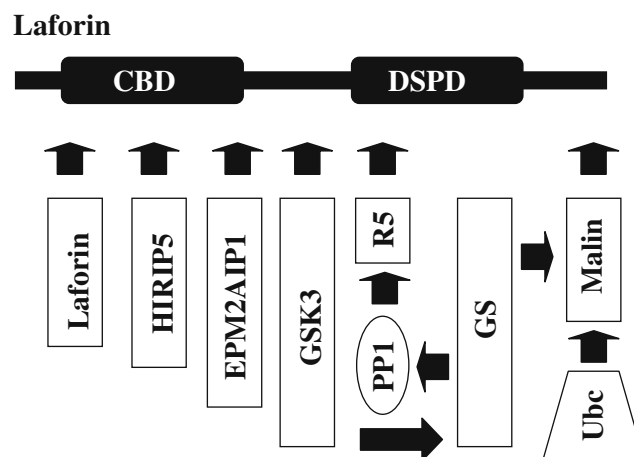 Laforin
CBD DSPD
Laforin
HIRIP5
EPM2AIP1
GSK3
R5
PP1
GS
Malin
Ubc